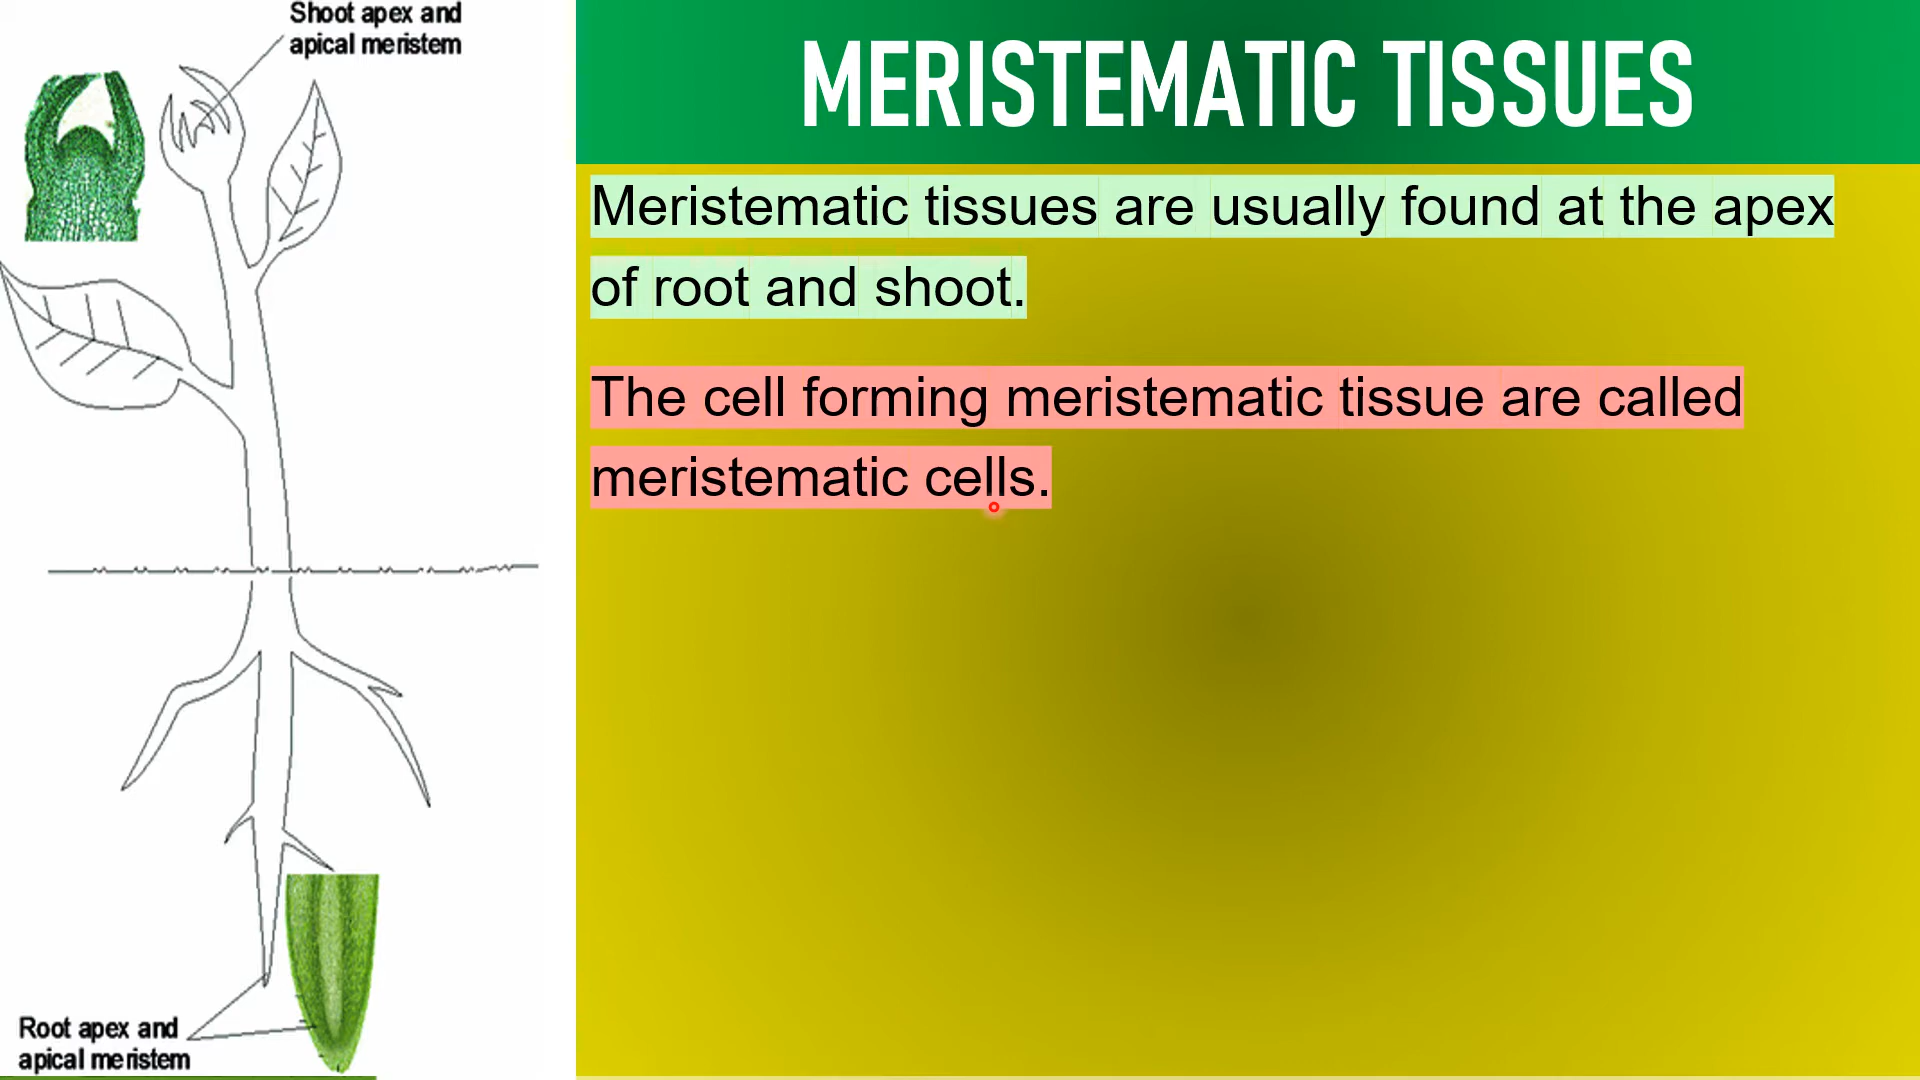 Shoot apex and
apical meristem
MERISTEMATIC TISSUES
Meristematic tissues are usually found at the apex
of root and shoot.
The cell forming meristematic tissue are called
meristematic cells.
Root apex and
apical meristem